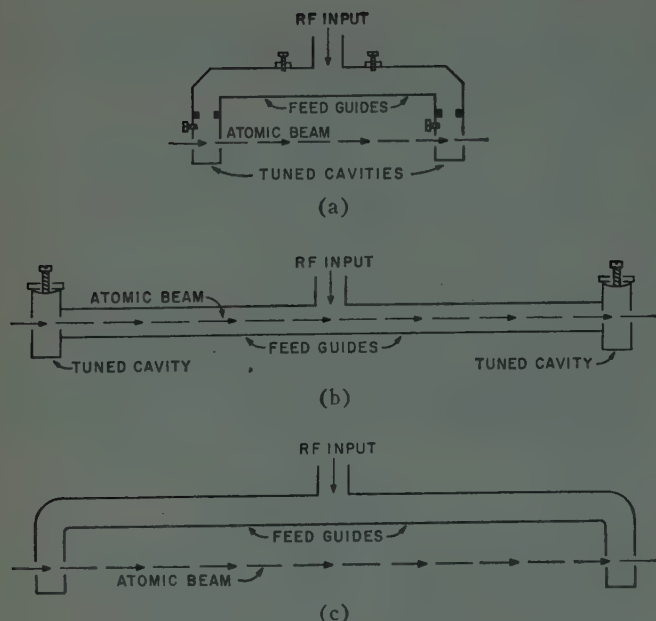 RF INPUT
FEED GUIDES
ATOMIC BEAM
TUNED CAVITIES
(a)
RF INPUT
ATOMIC BEAM
FEED GUIDES
TUNED CAVITY
TUNED CAVITY
(b)
RF INPUT
FEED GUIDES
ATOMIC BEAM
(c)